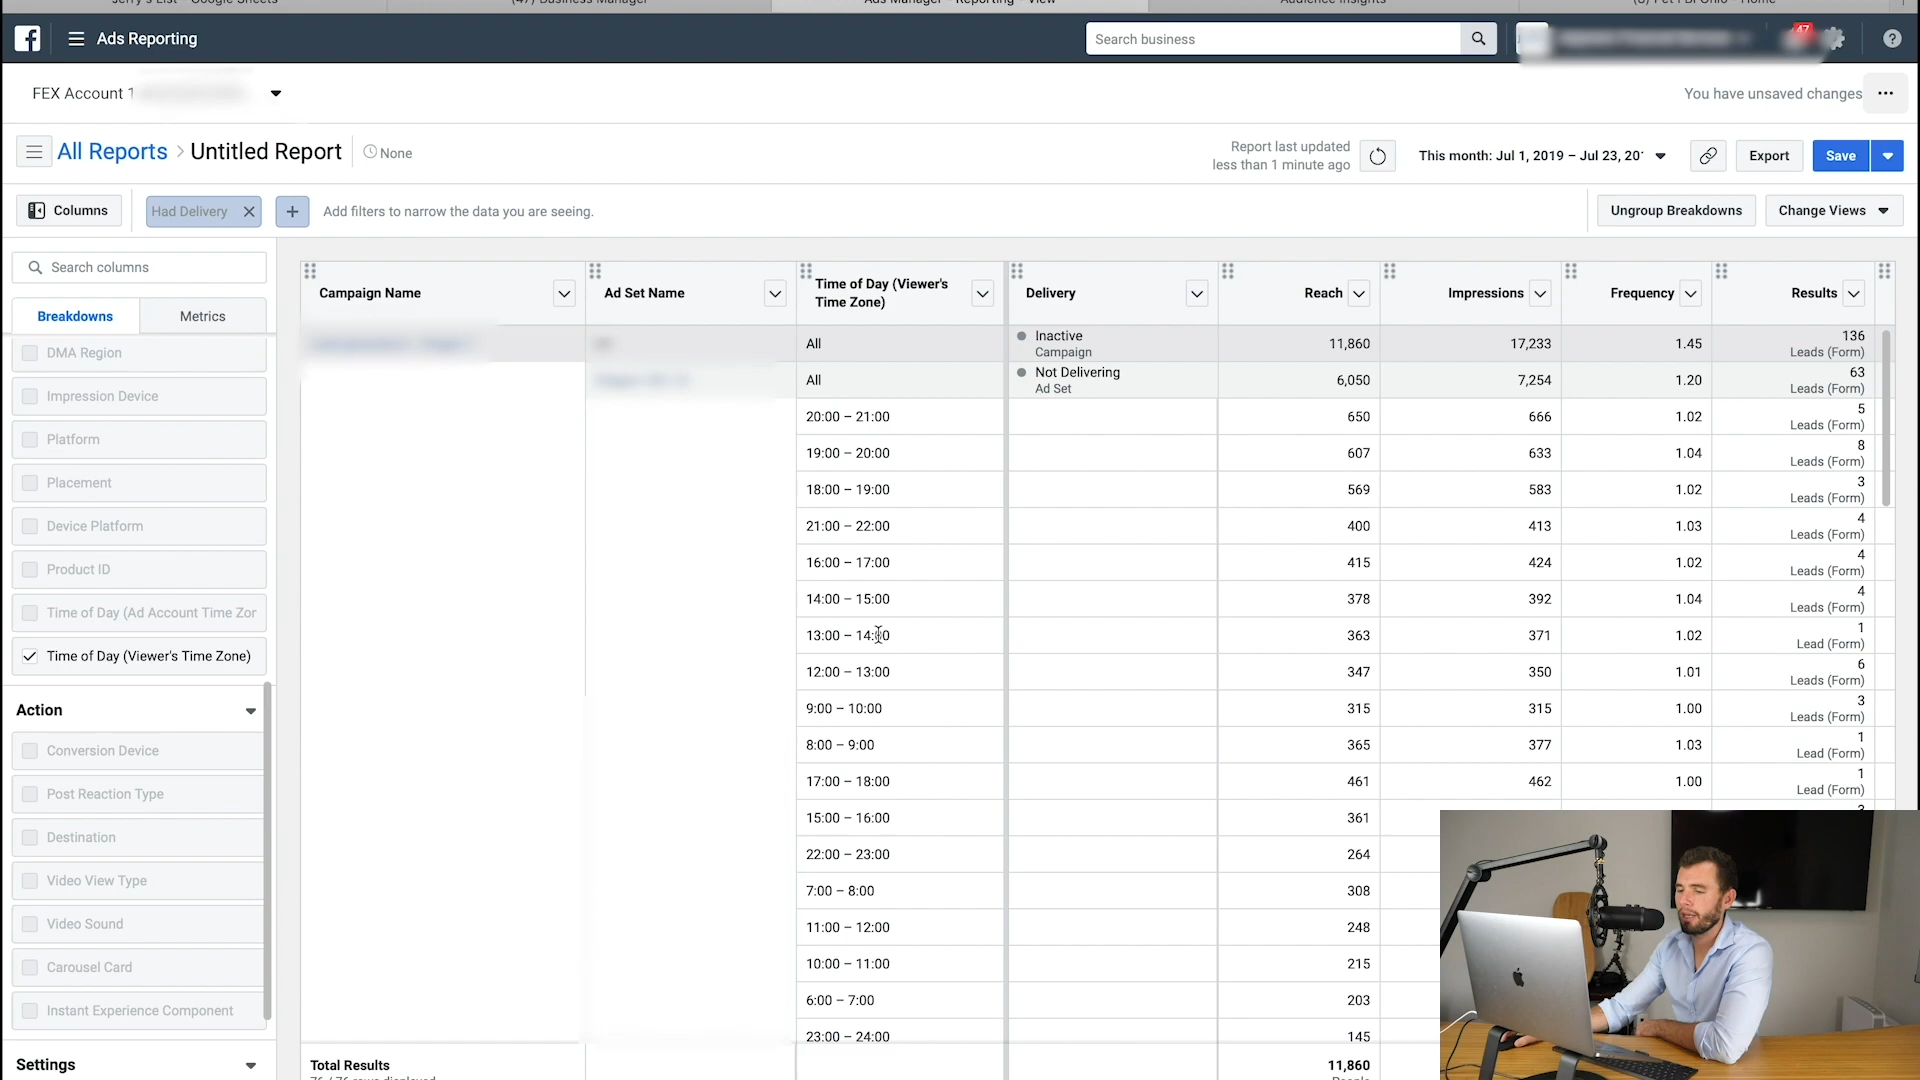 Jerry's List - Google Sheets
(47) Business Manager
Ads Manager - Reporting - View
Audience Insights
Ads Reporting
Search business
47
FEX Account 1
You have unsaved changes
All Reports > Untitled Report
None
Report last updated
less than 1 minute ago
This month: Jul 1, 2019 – Jul 23, 20
Export
Save
Columns
Had Delivery
Add filters to narrow the data you are seeing.
Ungroup Breakdowns
Change Views
Search columns
Breakdowns
Metrics
DMA Region
Impression Device
Platform
Placement
Device Platform
Product ID
Time of Day (Ad Account Time Zor
Time of Day (Viewer's Time Zone)
Action
Conversion Device
Post Reaction Type
Destination
Video View Type
Video Sound
Carousel Card
Instant Experience Component
Settings
Campaign Name
Ad Set Name
Time of Day (Viewer's
Time Zone)
Delivery
Reach
Impressions
Frequency
Results
All
Inactive
Campaign
11,860
17,233
1.45
136
Leads (Form)
All
Not Delivering
Ad Set
6,050
7,254
1.20
63
Leads (Form)
20:00 – 21:00
650
666
1.02
5
Leads (Form)
19:00 – 20:00
607
633
1.04
8
Leads (Form)
18:00 – 19:00
569
583
1.02
3
Leads (Form)
21:00 – 22:00
400
413
1.03
4
Leads (Form)
16:00 – 17:00
415
424
1.02
4
Leads (Form)
14:00 – 15:00
378
392
1.04
4
Leads (Form)
13:00 – 14:00
363
371
1.02
1
Lead (Form)
12:00 – 13:00
347
350
1.01
6
Leads (Form)
9:00 – 10:00
315
315
1.00
3
Leads (Form)
8:00 – 9:00
365
377
1.03
1
Lead (Form)
17:00 – 18:00
461
462
1.00
1
Lead (Form)
15:00 – 16:00
361
22:00 – 23:00
264
7:00 – 8:00
308
11:00 – 12:00
248
10:00 – 11:00
215
6:00 – 7:00
203
23:00 – 24:00
145
Total Results
11,860